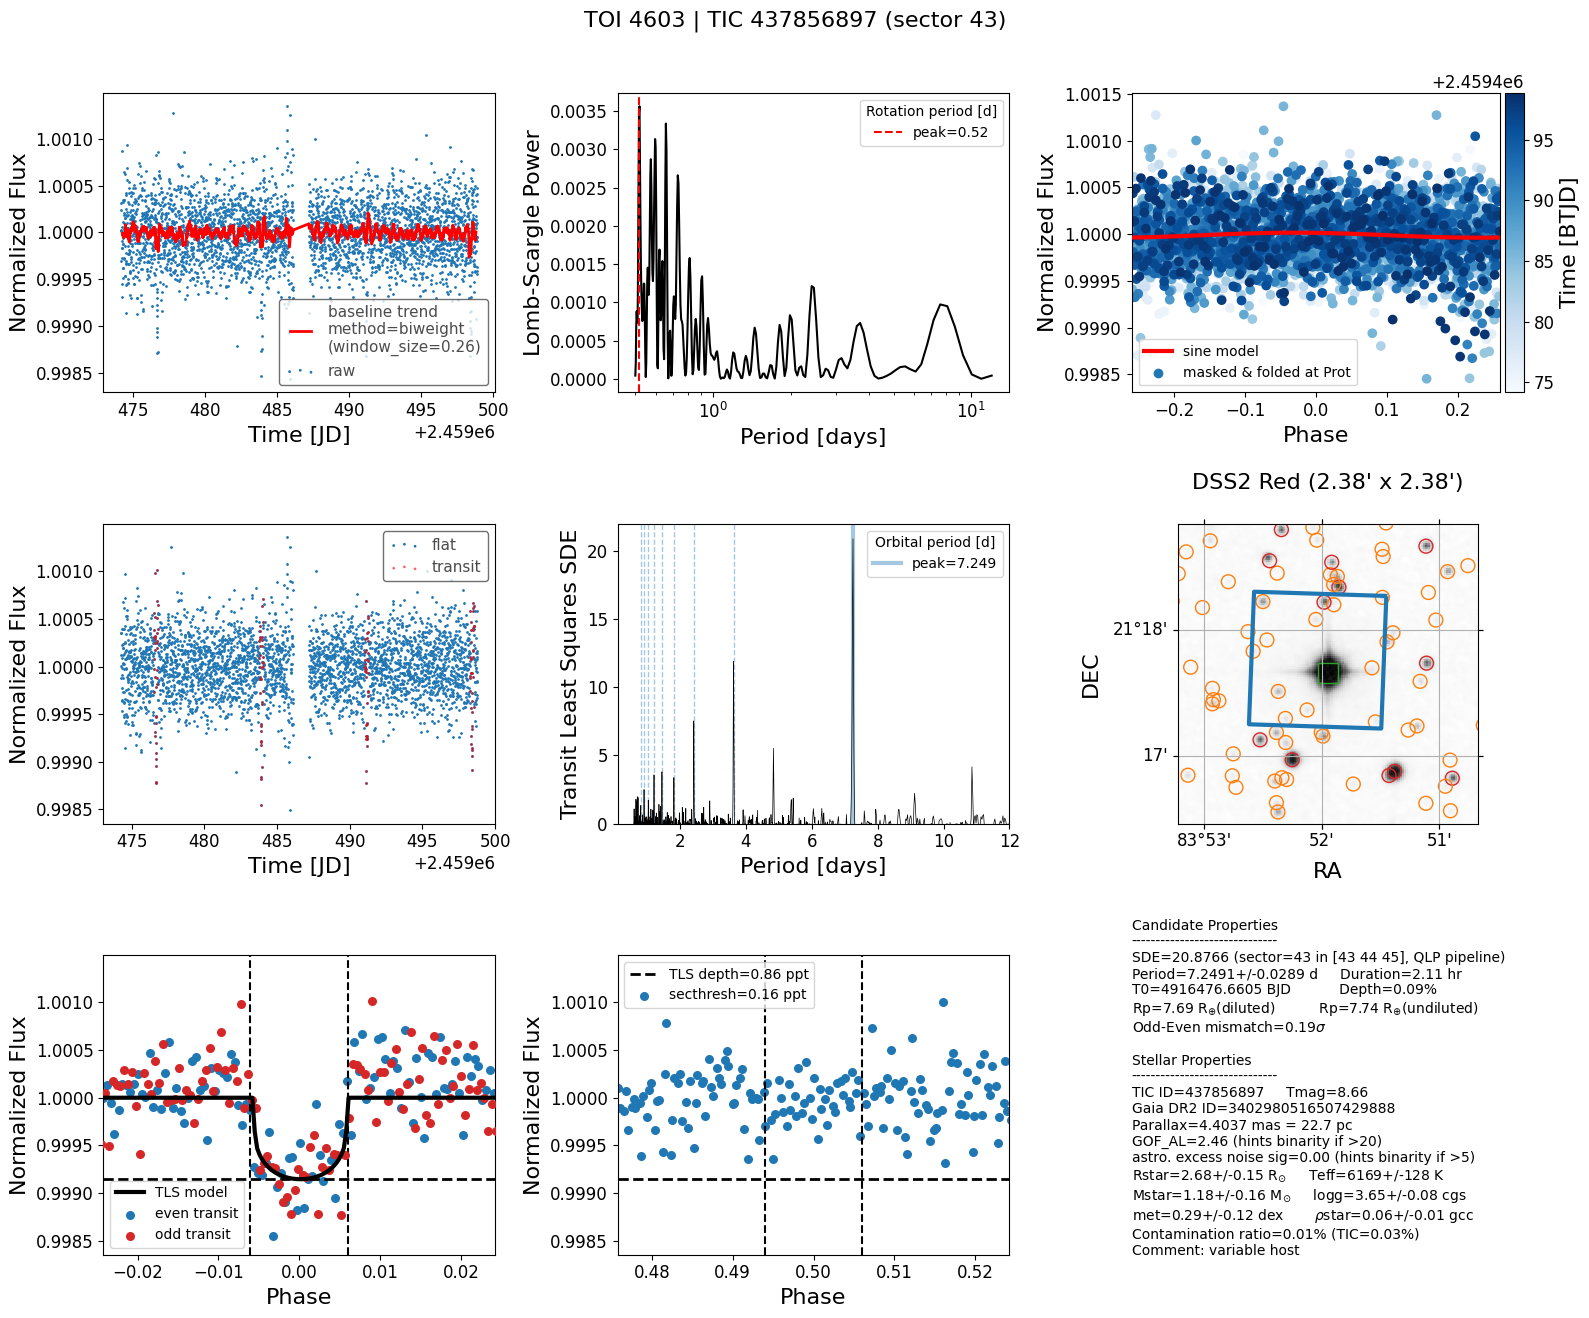 TOI 4603 | TIC 437856897 (sector 43)
Normalized Flux
1.0010
1.0005
1.0000
0.9995
0.9990
0.9985
baseline trend
method=biweight
(window_size=0.26)
raw
475 480 485 490 495 500
Time [JD]
+2.459e6
Lomb-Scargle Power
0.0035
0.0030
0.0025
0.0020
0.0015
0.0010
0.0005
0.0000
Rotation period [d]
peak=0.52
10⁰ 10¹
Period [days]
Normalized Flux
1.0015
1.0010
1.0005
1.0000
0.9995
0.9990
0.9985
sine model
masked & folded at Prot
−0.2 −0.1 0.0 0.1 0.2
Phase
+2.4594e6
95
90
85
80
75
Time [BTJD]
Normalized Flux
1.0010
1.0005
1.0000
0.9995
0.9990
0.9985
flat
transit
475 480 485 490 495 500
Time [JD]
+2.459e6
Transit Least Squares SDE
20
15
10
5
0
Orbital period [d]
peak=7.249
2 4 6 8 10 12
Period [days]
DSS2 Red (2.38' x 2.38')
DEC
21°18'
17'
83°53' 52' 51'
RA
Normalized Flux
1.0010
1.0005
1.0000
0.9995
0.9990
0.9985
TLS model
even transit
odd transit
−0.02 −0.01 0.00 0.01 0.02
Phase
Normalized Flux
1.0010
1.0005
1.0000
0.9995
0.9990
0.9985
TLS depth=0.86 ppt
secthresh=0.16 ppt
0.48 0.49 0.50 0.51 0.52
Phase
Candidate Properties
------------------------------
SDE=20.8766 (sector=43 in [43 44 45], QLP pipeline)
Period=7.2491+/-0.0289 d Duration=2.11 hr
T0=4916476.6605 BJD Depth=0.09%
Rp=7.69 R⊕(diluted) Rp=7.74 R⊕(undiluted)
Odd-Even mismatch=0.19σ
Stellar Properties
------------------------------
TIC ID=437856897 Tmag=8.66
Gaia DR2 ID=3402980516507429888
Parallax=4.4037 mas = 22.7 pc
GOF_AL=2.46 (hints binarity if >20)
astro. excess noise sig=0.00 (hints binarity if >5)
Rstar=2.68+/-0.15 R⊙ Teff=6169+/-128 K
Mstar=1.18+/-0.16 M⊙ logg=3.65+/-0.08 cgs
met=0.29+/-0.12 dex ρstar=0.06+/-0.01 gcc
Contamination ratio=0.01% (TIC=0.03%)
Comment: variable host